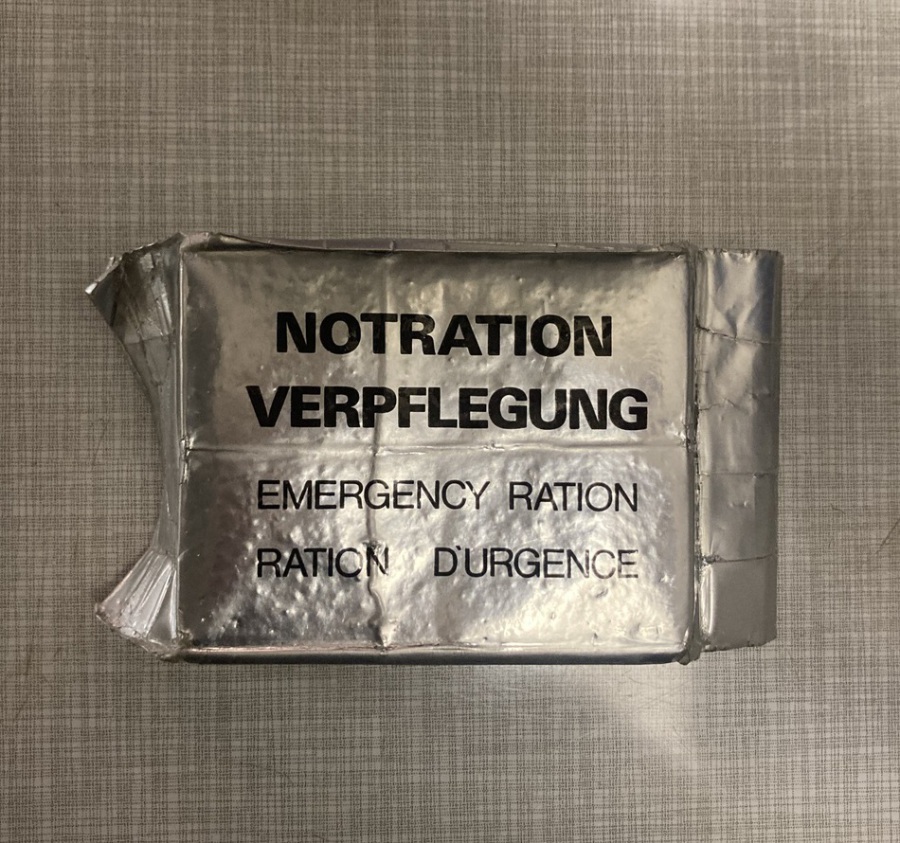 NOTRATION
VERPFLEGUNG
EMERGENCY RATION
RATION D'URGENCE